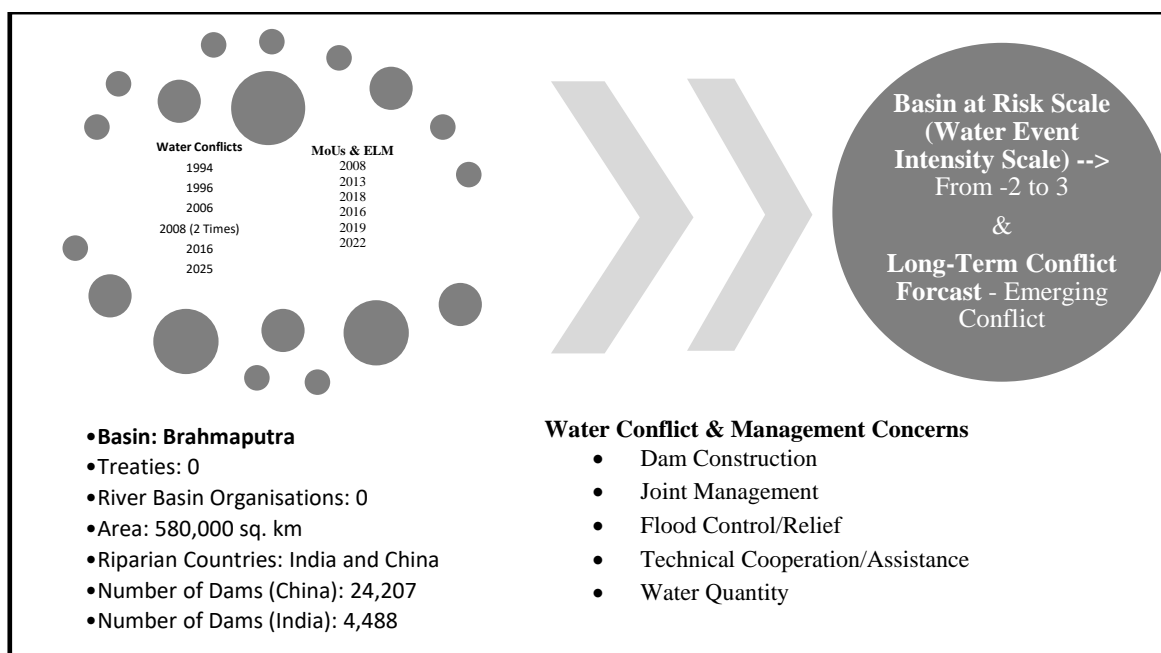 Water Conflicts
1994
1996
2006
2008 (2 Times)
2016
2025
MoUs & ELM
2008
2013
2018
2016
2019
2022
Basin at Risk Scale
(Water Event
Intensity Scale) -->
From -2 to 3
&
Long-Term Conflict
Forcast - Emerging
Conflict
•Basin: Brahmaputra
•Treaties: 0
•River Basin Organisations: 0
•Area: 580,000 sq. km
•Riparian Countries: India and China
•Number of Dams (China): 24,207
•Number of Dams (India): 4,488
Water Conflict & Management Concerns
• Dam Construction
• Joint Management
• Flood Control/Relief
• Technical Cooperation/Assistance
• Water Quantity